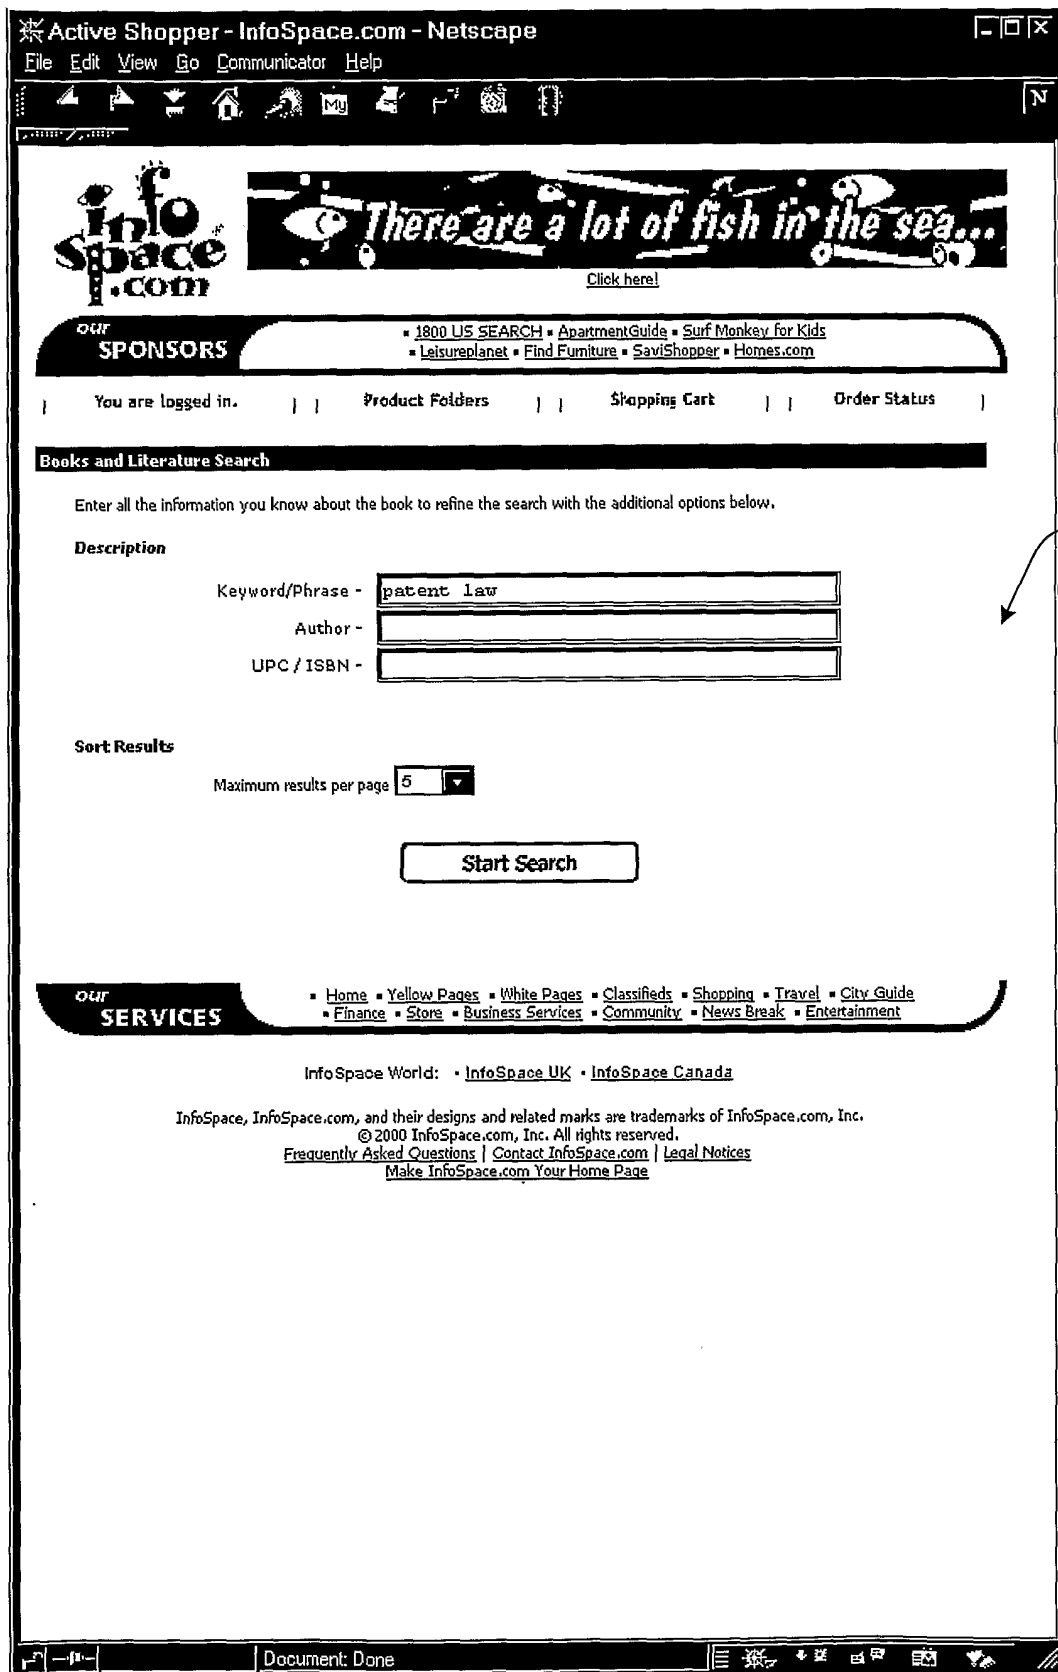 Active Shopper - InfoSpace.com - Netscape
File Edit View Go Communicator Help
My
N
info
space
.com
There are a lot of fish in the sea...
Click here!
our
SPONSORS
▪ 1800 US SEARCH ▪ ApartmentGuide ▪ Surf Monkey for Kids
▪ Leisureplanet ▪ Find Furniture ▪ SaviShopper ▪ Homes.com
| You are logged in. | | Product Folders | | Shopping Cart | | Order Status |
Books and Literature Search
Enter all the information you know about the book to refine the search with the additional options below.
Description
Keyword/Phrase - patent law
Author -
UPC / ISBN -
Sort Results
Maximum results per page 5
Start Search
our
SERVICES
▪ Home ▪ Yellow Pages ▪ White Pages ▪ Classifieds ▪ Shopping ▪ Travel ▪ City Guide
▪ Finance ▪ Store ▪ Business Services ▪ Community ▪ News Break ▪ Entertainment
InfoSpace World: ▪ InfoSpace UK ▪ InfoSpace Canada
InfoSpace, InfoSpace.com, and their designs and related marks are trademarks of InfoSpace.com, Inc.
© 2000 InfoSpace.com, Inc. All rights reserved.
Frequently Asked Questions | Contact InfoSpace.com | Legal Notices
Make InfoSpace.com Your Home Page
Document: Done